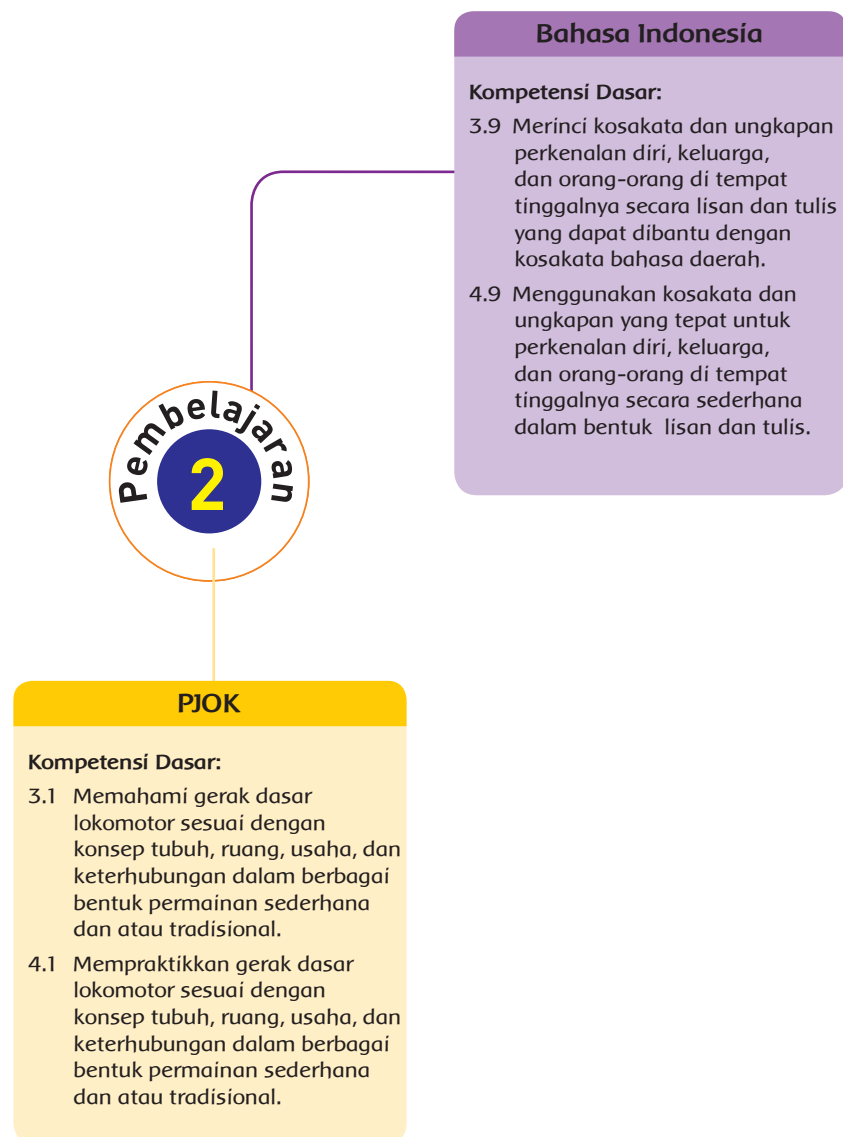 Bahasa Indonesia
Kompetensi Dasar:
3.9 Merinci kosakata dan ungkapan
perkenalan diri, keluarga,
dan orang-orang di tempat
tinggalnya secara lisan dan tulis
yang dapat dibantu dengan
kosakata bahasa daerah.
4.9 Menggunakan kosakata dan
ungkapan yang tepat untuk
perkenalan diri, keluarga,
dan orang-orang di tempat
tinggalnya secara sederhana
dalam bentuk lisan dan tulis.
Pembelajaran
2
PJOK
Kompetensi Dasar:
3.1 Memahami gerak dasar
lokomotor sesuai dengan
konsep tubuh, ruang, usaha, dan
keterhubungan dalam berbagai
bentuk permainan sederhana
dan atau tradisional.
4.1 Mempraktikkan gerak dasar
lokomotor sesuai dengan
konsep tubuh, ruang, usaha, dan
keterhubungan dalam berbagai
bentuk permainan sederhana
dan atau tradisional.